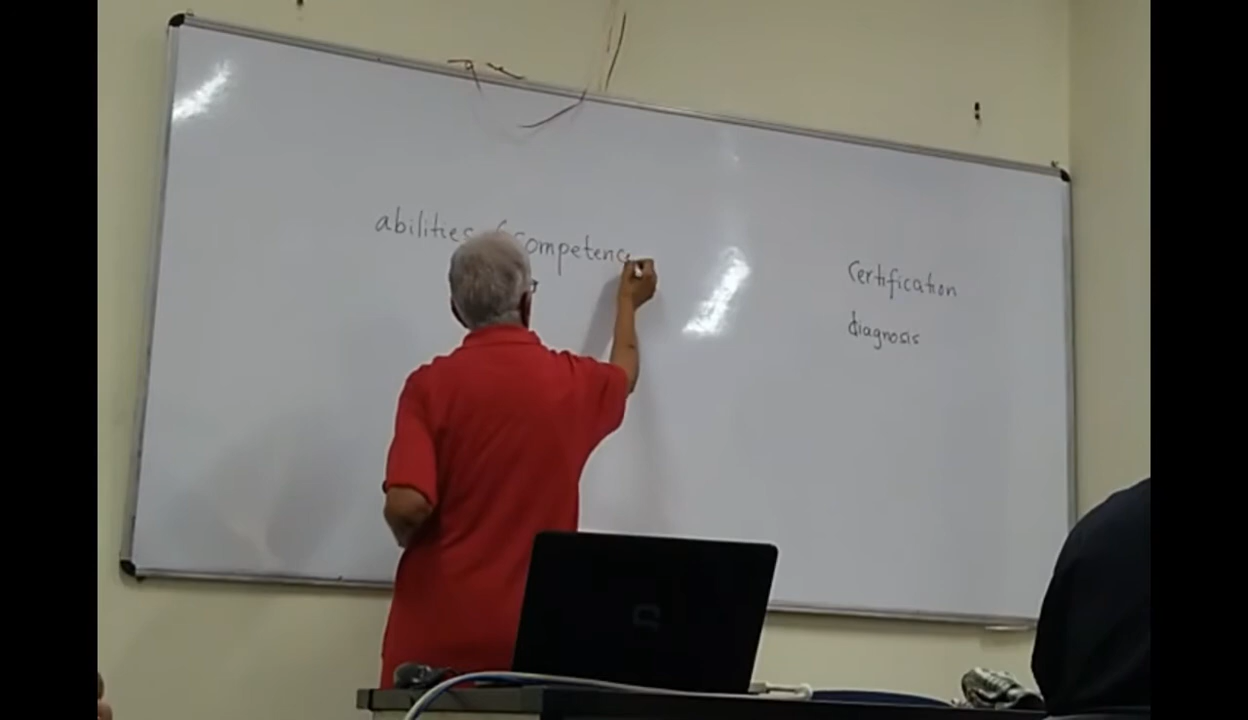 abilities competenc
Certification
diagnosis